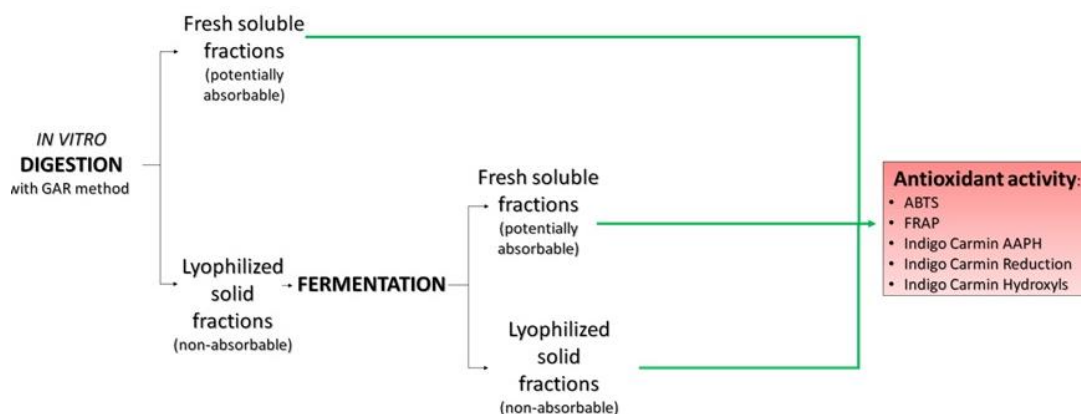 Fresh soluble
fractions
(potentially
absorbable)
IN VITRO
DIGESTION
with GAR method
Lyophilized
solid
fractions
(non-absorbable)
FERMENTATION
Fresh soluble
fractions
(potentially
absorbable)
Lyophilized
solid
fractions
(non-absorbable)
Antioxidant activity:
• ABTS
• FRAP
• Indigo Carmin AAPH
• Indigo Carmin Reduction
• Indigo Carmin Hydroxyls